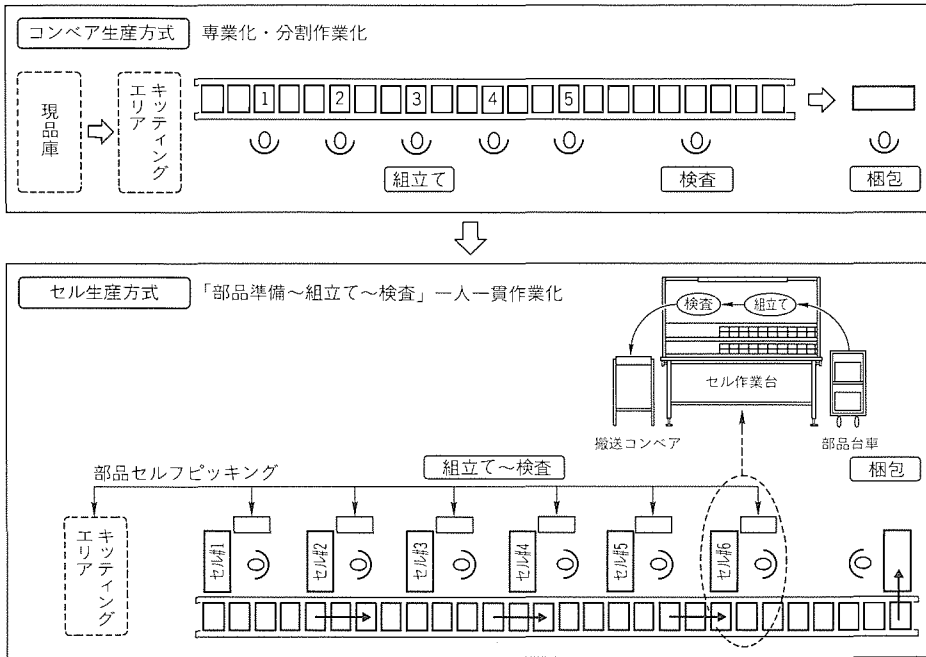 コンベア生産方式 専業化・分割作業化
現品庫
キッティング
エリア
1 2 3 4 5
組立て 検査 梱包
セル生産方式 「部品準備～組立て～検査」一人一貫作業化
検査 組立て
セル作業台
搬送コンベア 部品台車
部品セルフピッキング 組立て～検査 梱包
キッティング
エリア
セル#1 セル#2 セル#3 セル#4 セル#5 セル#6